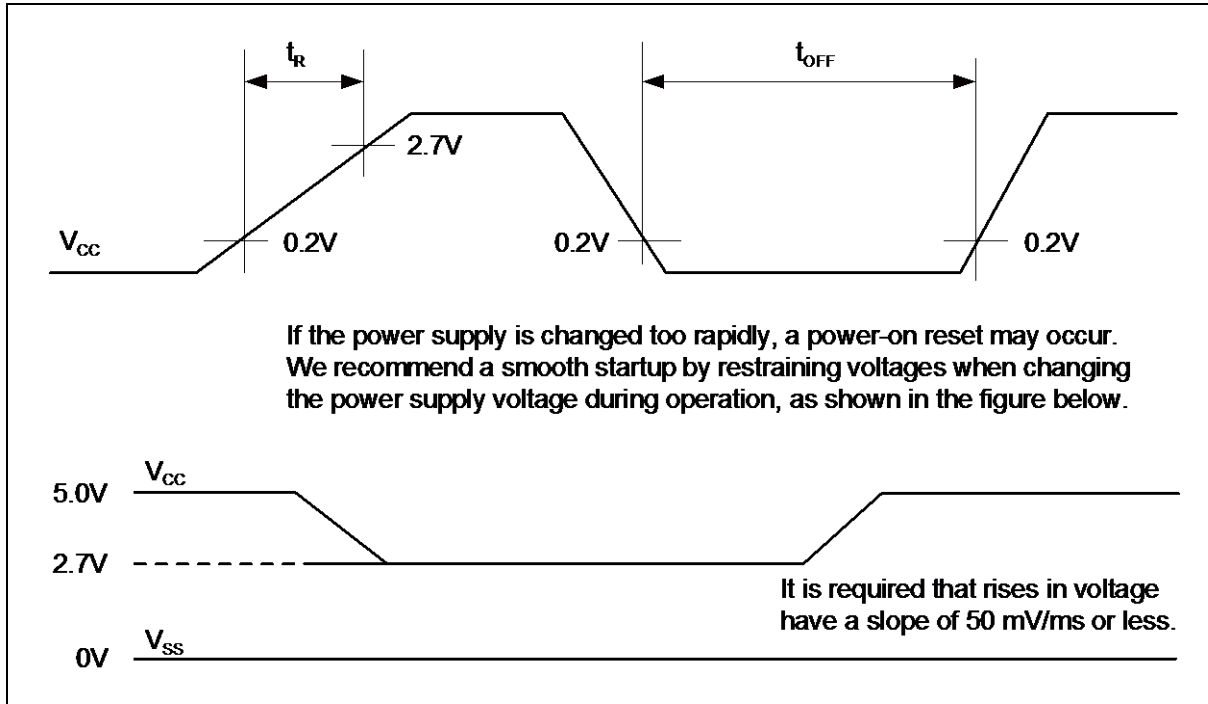 tR
tOFF
2.7V
VCC
0.2V
0.2V
0.2V
If the power supply is changed too rapidly, a power-on reset may occur.
We recommend a smooth startup by restraining voltages when changing
the power supply voltage during operation, as shown in the figure below.
VCC
5.0V
2.7V
It is required that rises in voltage
have a slope of 50 mV/ms or less.
VSS
0V